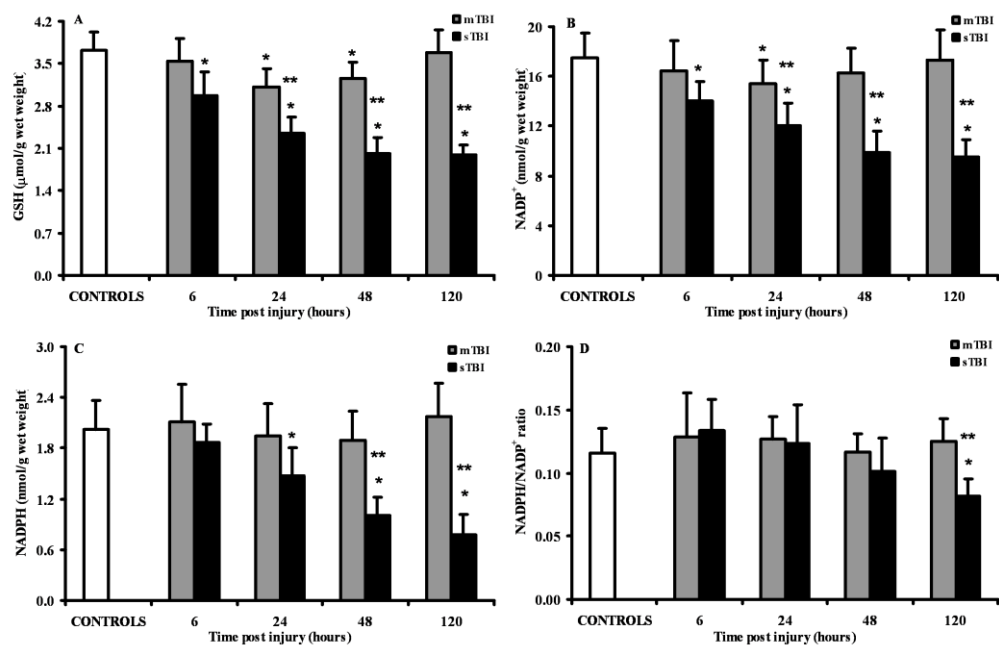 A
mTBI
sTBI
GSH (µmol/g wet weight)
4.2
3.5
2.8
2.1
1.4
0.7
0.0
*
*
**
*
*
**
*
**
*
CONTROLS 6 24 48 120
Time post injury (hours)
B
mTBI
sTBI
NADP+ (nmol/g wet weight)
20
16
12
8
4
0
*
*
**
*
**
*
**
*
CONTROLS 6 24 48 120
Time post injury (hours)
C
mTBI
sTBI
NADPH (nmol/g wet weight)
3.0
2.4
1.8
1.2
0.6
0.0
*
**
*
**
*
CONTROLS 6 24 48 120
Time post injury (hours)
D
mTBI
sTBI
NADPH/NADP+ ratio
0.20
0.15
0.10
0.05
0.00
**
*
CONTROLS 6 24 48 120
Time post injury (hours)